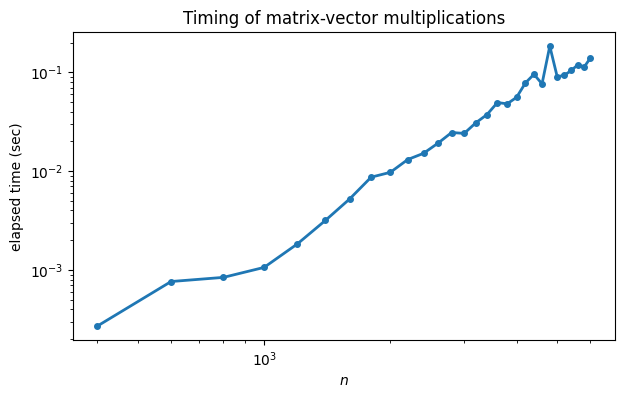 Timing of matrix-vector multiplications
elapsed time (sec)
10⁻¹
10⁻²
10⁻³
10³
n